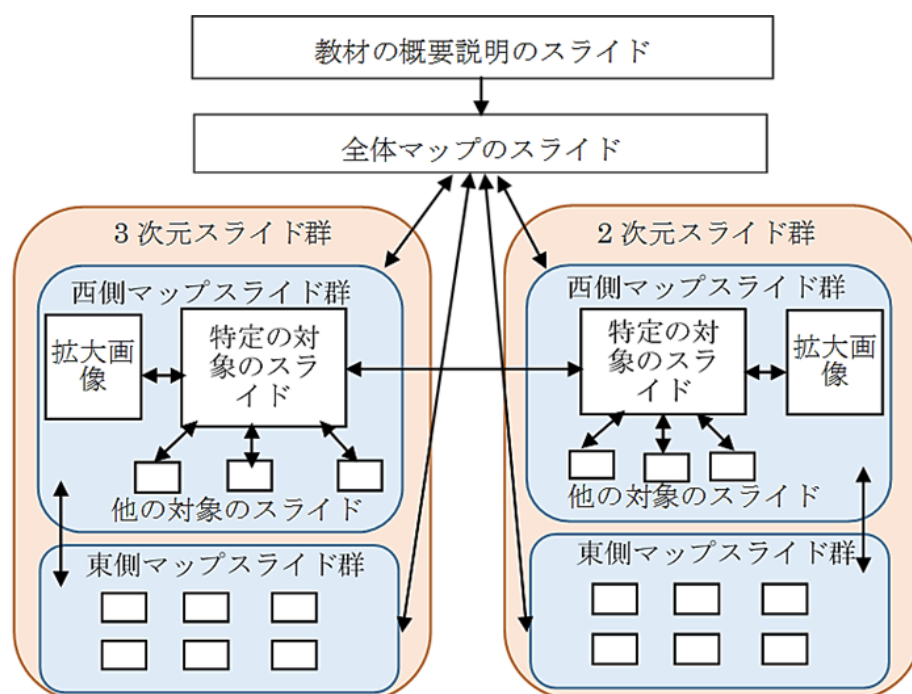 教材の概要説明のスライド
全体マップのスライド
3次元スライド群
西側マップスライド群
拡大画
像
特定の対
象のスラ
イド
他の対象のスライド
東側マップスライド群
2次元スライド群
西側マップスライド群
特定の対
象のスラ
イド
拡大画
像
他の対象のスライド
東側マップスライド群